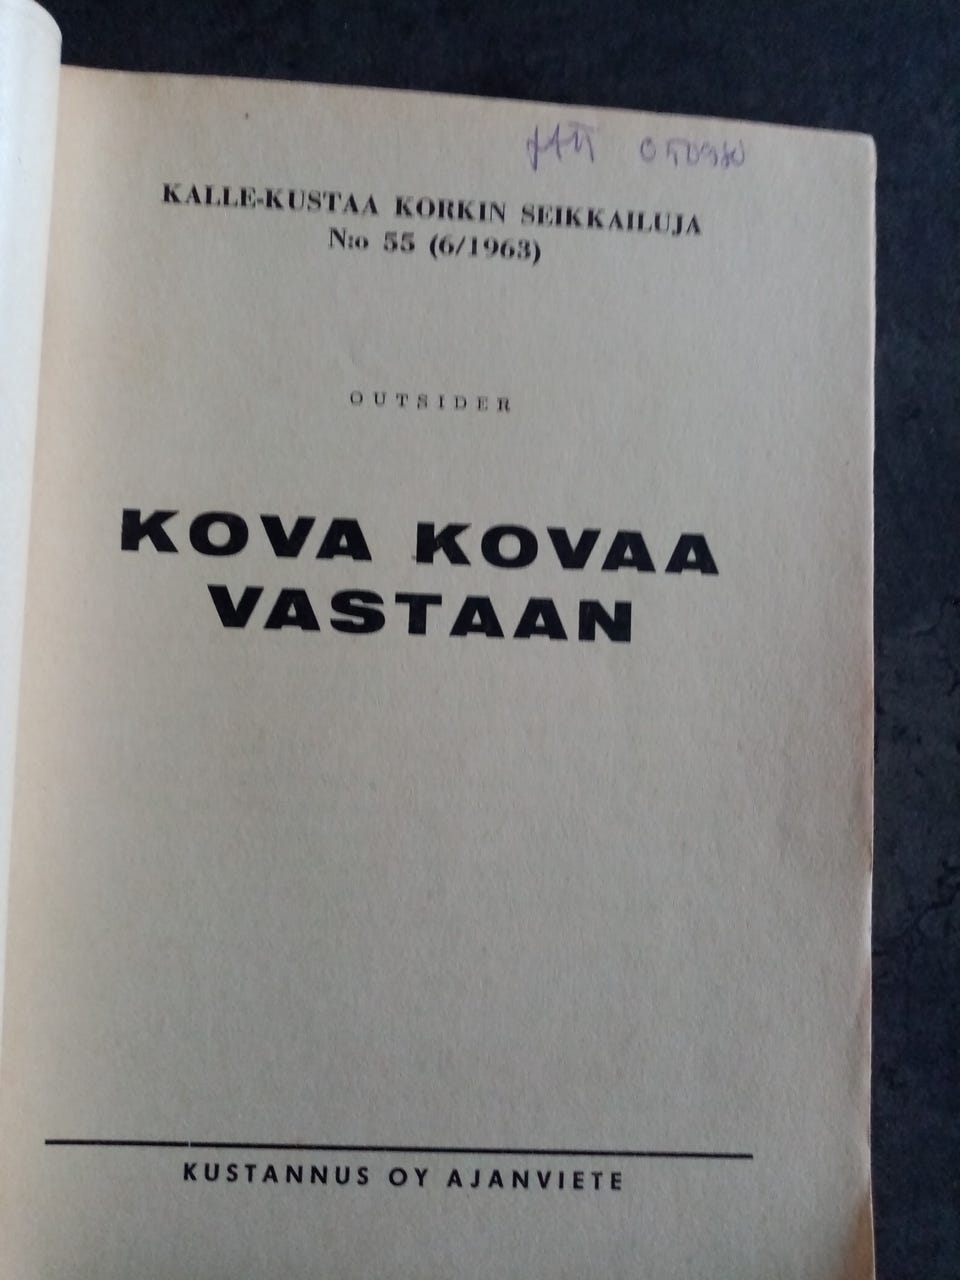 KALLE-KUSTAA KORKIN SEIKKAILUJA
N:o 55 (6/1963)
OUTSIDER
KOVA KOVAA
VASTAAN
KUSTANNUS OY AJANVIETE